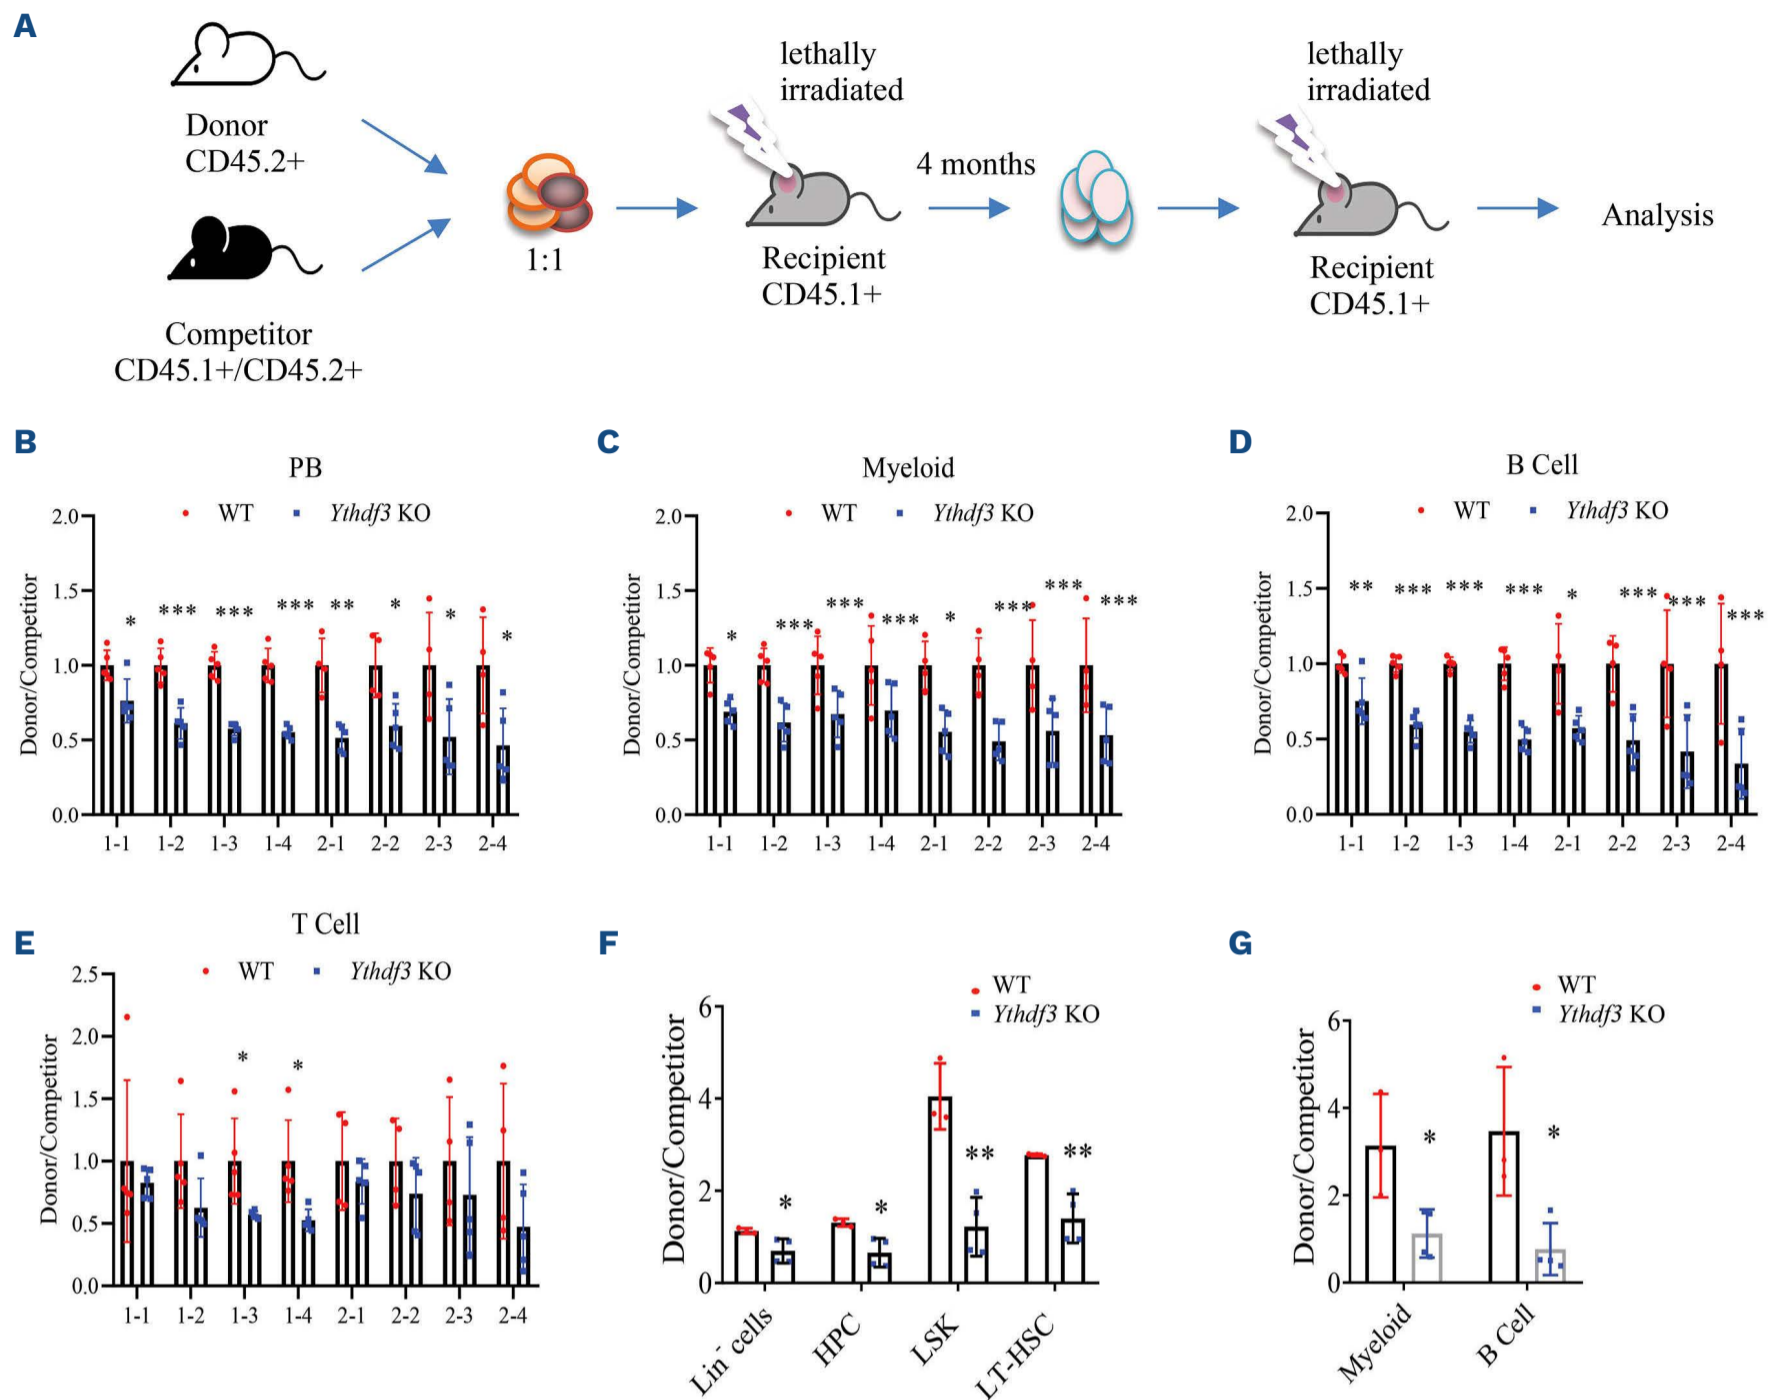 A
Donor
CD45.2+
Competitor
CD45.1+/CD45.2+
1:1
lethally
irradiated
Recipient
CD45.1+
4 months
lethally
irradiated
Recipient
CD45.1+
Analysis
B
PB
WT Ythdf3 KO
Donor/Competitor
2.0
1.5
1.0
0.5
0.0
* *** *** *** ** * * *
1-1 1-2 1-3 1-4 2-1 2-2 2-3 2-4
C
Myeloid
WT Ythdf3 KO
Donor/Competitor
2.0
1.5
1.0
0.5
0.0
* *** *** *** * *** *** ***
1-1 1-2 1-3 1-4 2-1 2-2 2-3 2-4
D
B Cell
WT Ythdf3 KO
Donor/Competitor
2.0
1.5
1.0
0.5
0.0
** *** *** *** * *** *** ***
1-1 1-2 1-3 1-4 2-1 2-2 2-3 2-4
E
T Cell
WT Ythdf3 KO
Donor/Competitor
2.5
2.0
1.5
1.0
0.5
0.0
* *
1-1 1-2 1-3 1-4 2-1 2-2 2-3 2-4
F
WT
Ythdf3 KO
Donor/Competitor
6
4
2
0
* * ** **
Lin⁻ cells HPC LSK LT-HSC
G
WT
Ythdf3 KO
Donor/Competitor
6
4
2
0
* *
Myeloid B Cell